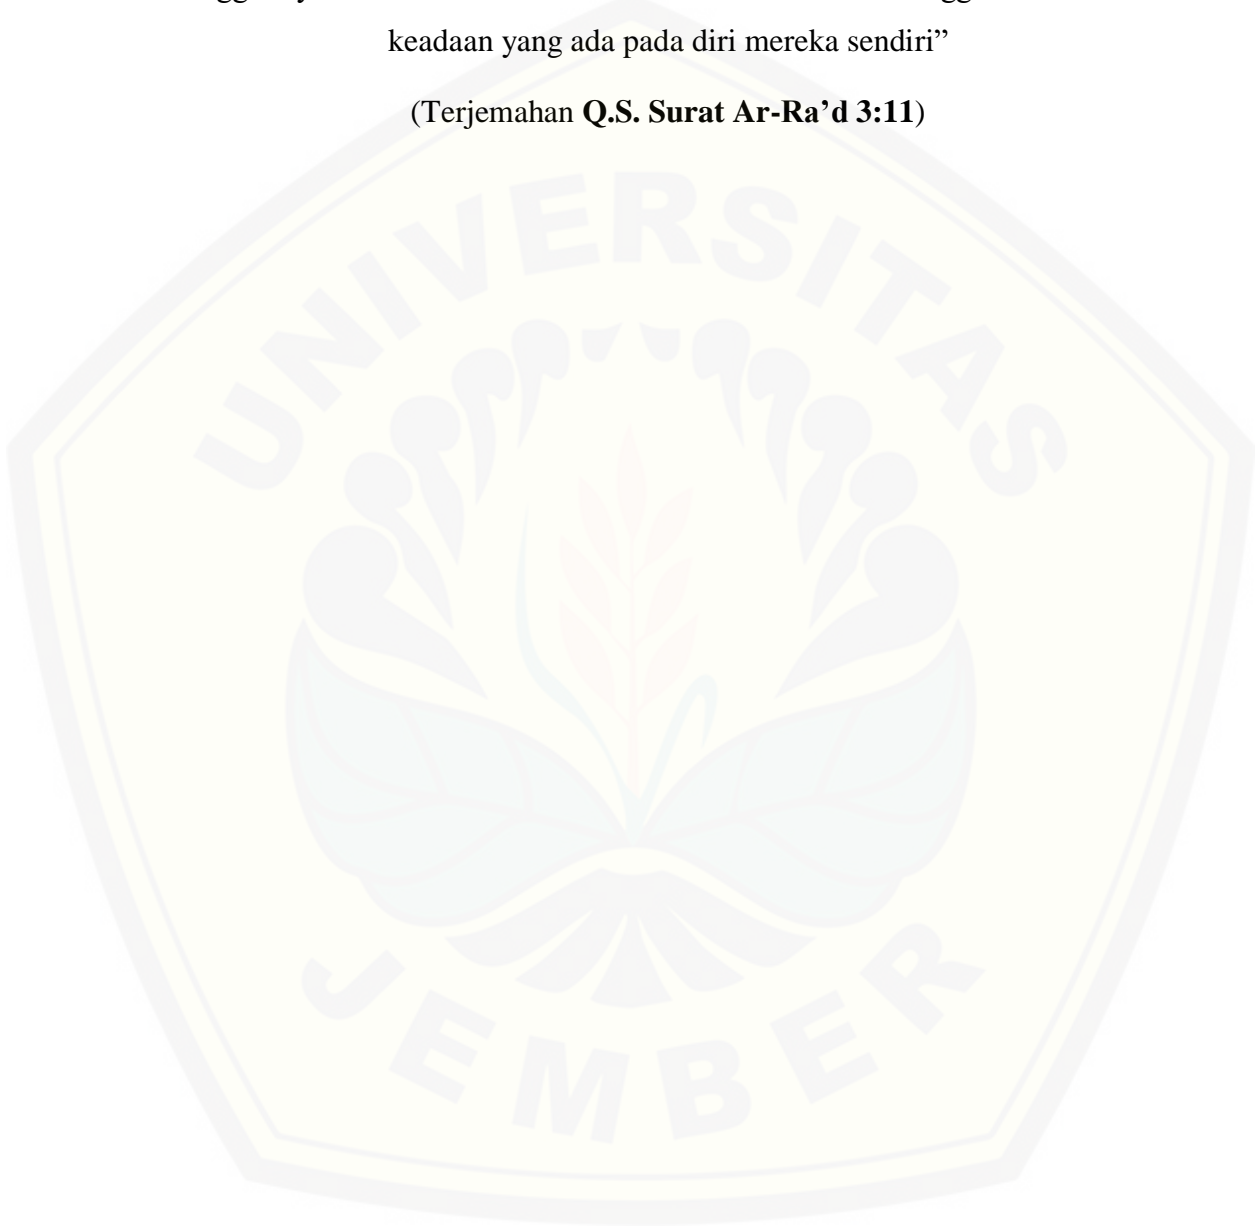 keadaan yang ada pada diri mereka sendiri”
(Terjemahan Q.S. Surat Ar-Ra’d 3:11)
UNIVERSITAS
JEMBER